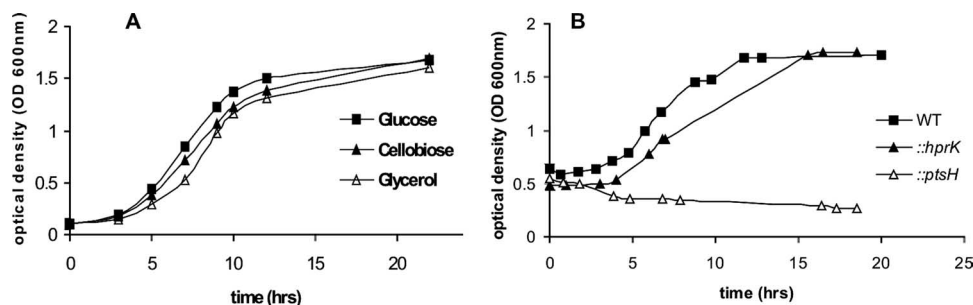 A
optical density (OD 600nm)
2
1.5
1
0.5
0
0 5 10 15 20
time (hrs)
Glucose
Cellobiose
Glycerol
B
optical density (OD 600nm)
2
1.5
1
0.5
0
0 5 10 15 20 25
time (hrs)
WT
::hprK
::ptsH